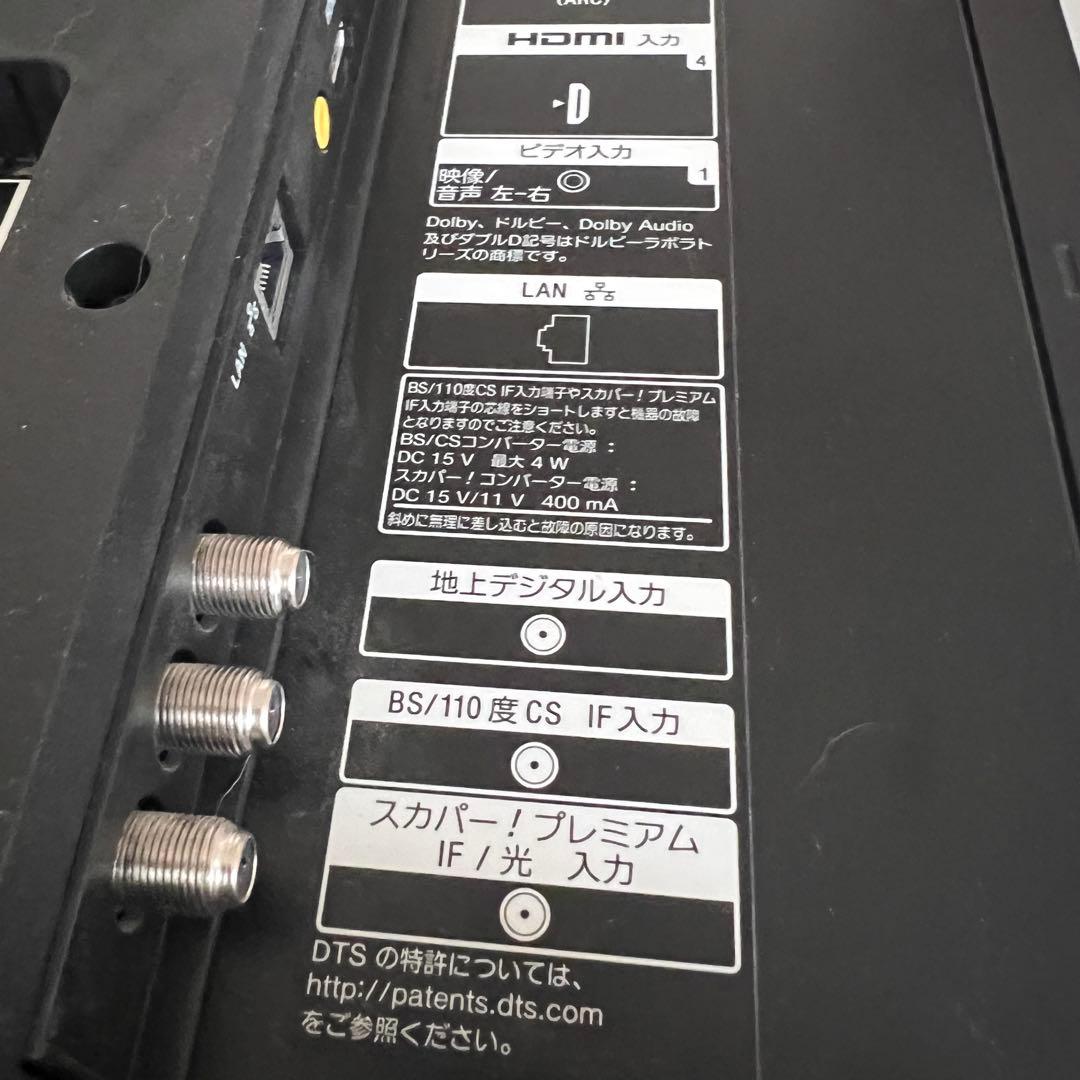 (ARC)
HDMI 入力
4
ビデオ入力
映像/
音声 左-右
1
Dolby、ドルビー、Dolby Audio
及びダブルD記号はドルビーラボラト
リーズの商標です。
LAN
BS/110度CS IF入力端子やスカパー！プレミアム
IF入力端子の芯線をショートしますと機器の故障
となりますのでご注意ください。
BS/CSコンバーター電源：
DC 15 V 最大 4 W
スカパー！コンバーター電源：
DC 15 V/11 V 400 mA
斜めに無理に差し込むと故障の原因になります。
地上デジタル入力
BS/110度CS IF入力
スカパー！プレミアム
IF/光 入力
DTS の特許については、
http://patents.dts.com
をご参照ください。
LAN